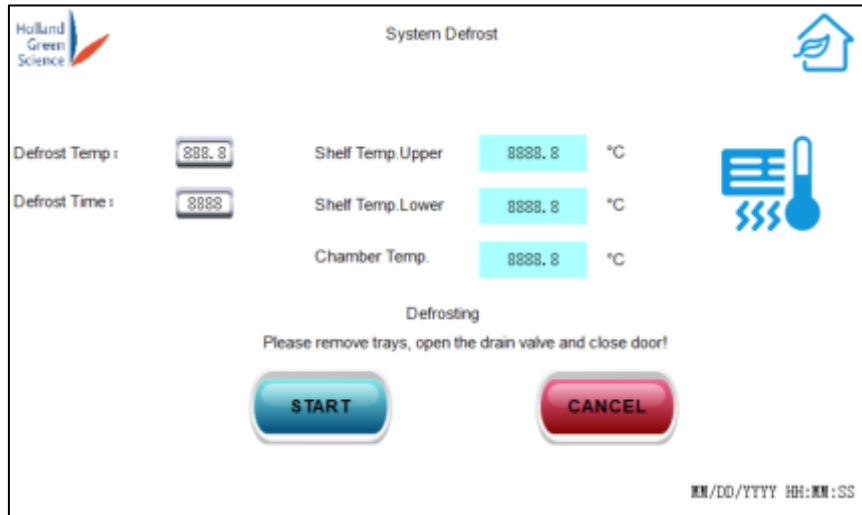 Holland
Green
Science
System Defrost
Defrost Temp: 888.8 Shelf Temp.Upper 8888.8 °C
Defrost Time: 8888 Shelf Temp.Lower 8888.8 °C
Chamber Temp. 8888.8 °C
Defrosting
Please remove trays, open the drain valve and close door!
START CANCEL
MM/DD/YYYY HH:MM:SS